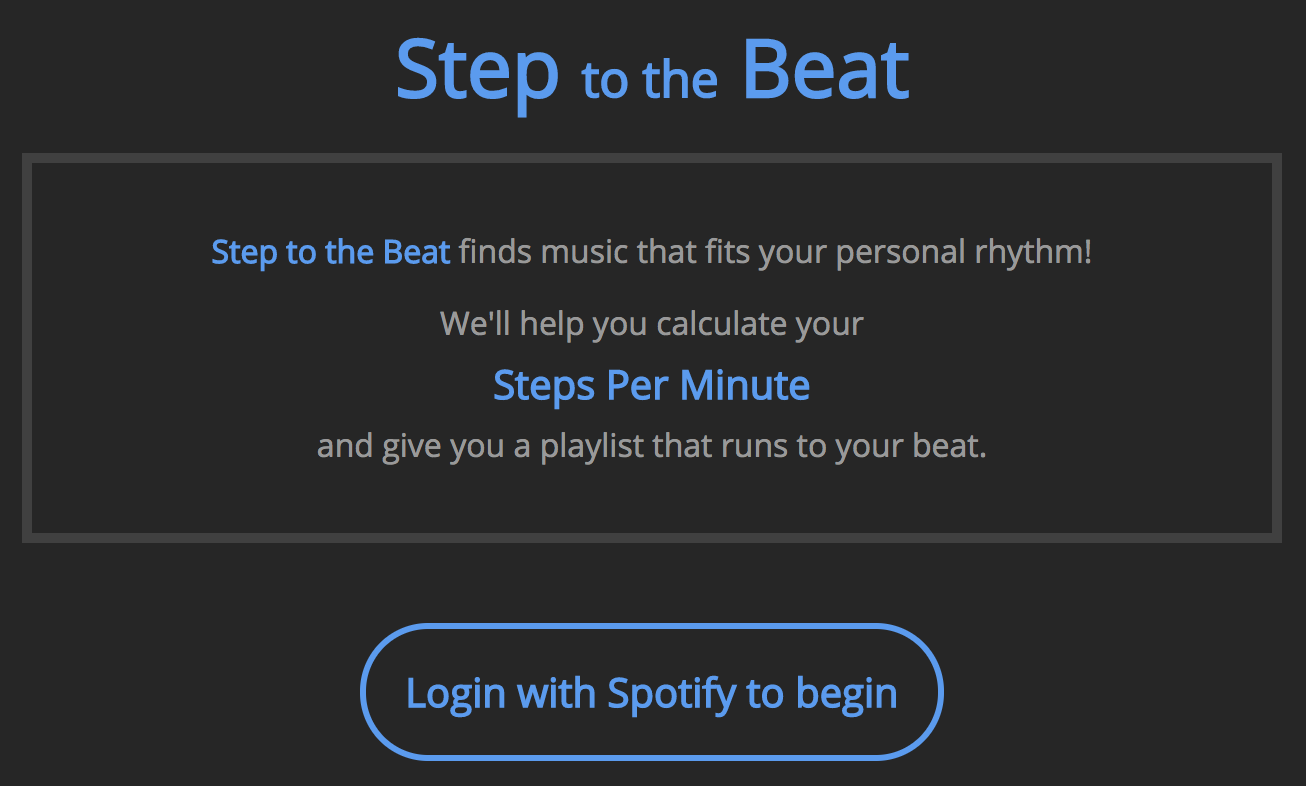 Step to the Beat
Step to the Beat finds music that fits your personal rhythm!
We'll help you calculate your
Steps Per Minute
and give you a playlist that runs to your beat.
Login with Spotify to begin